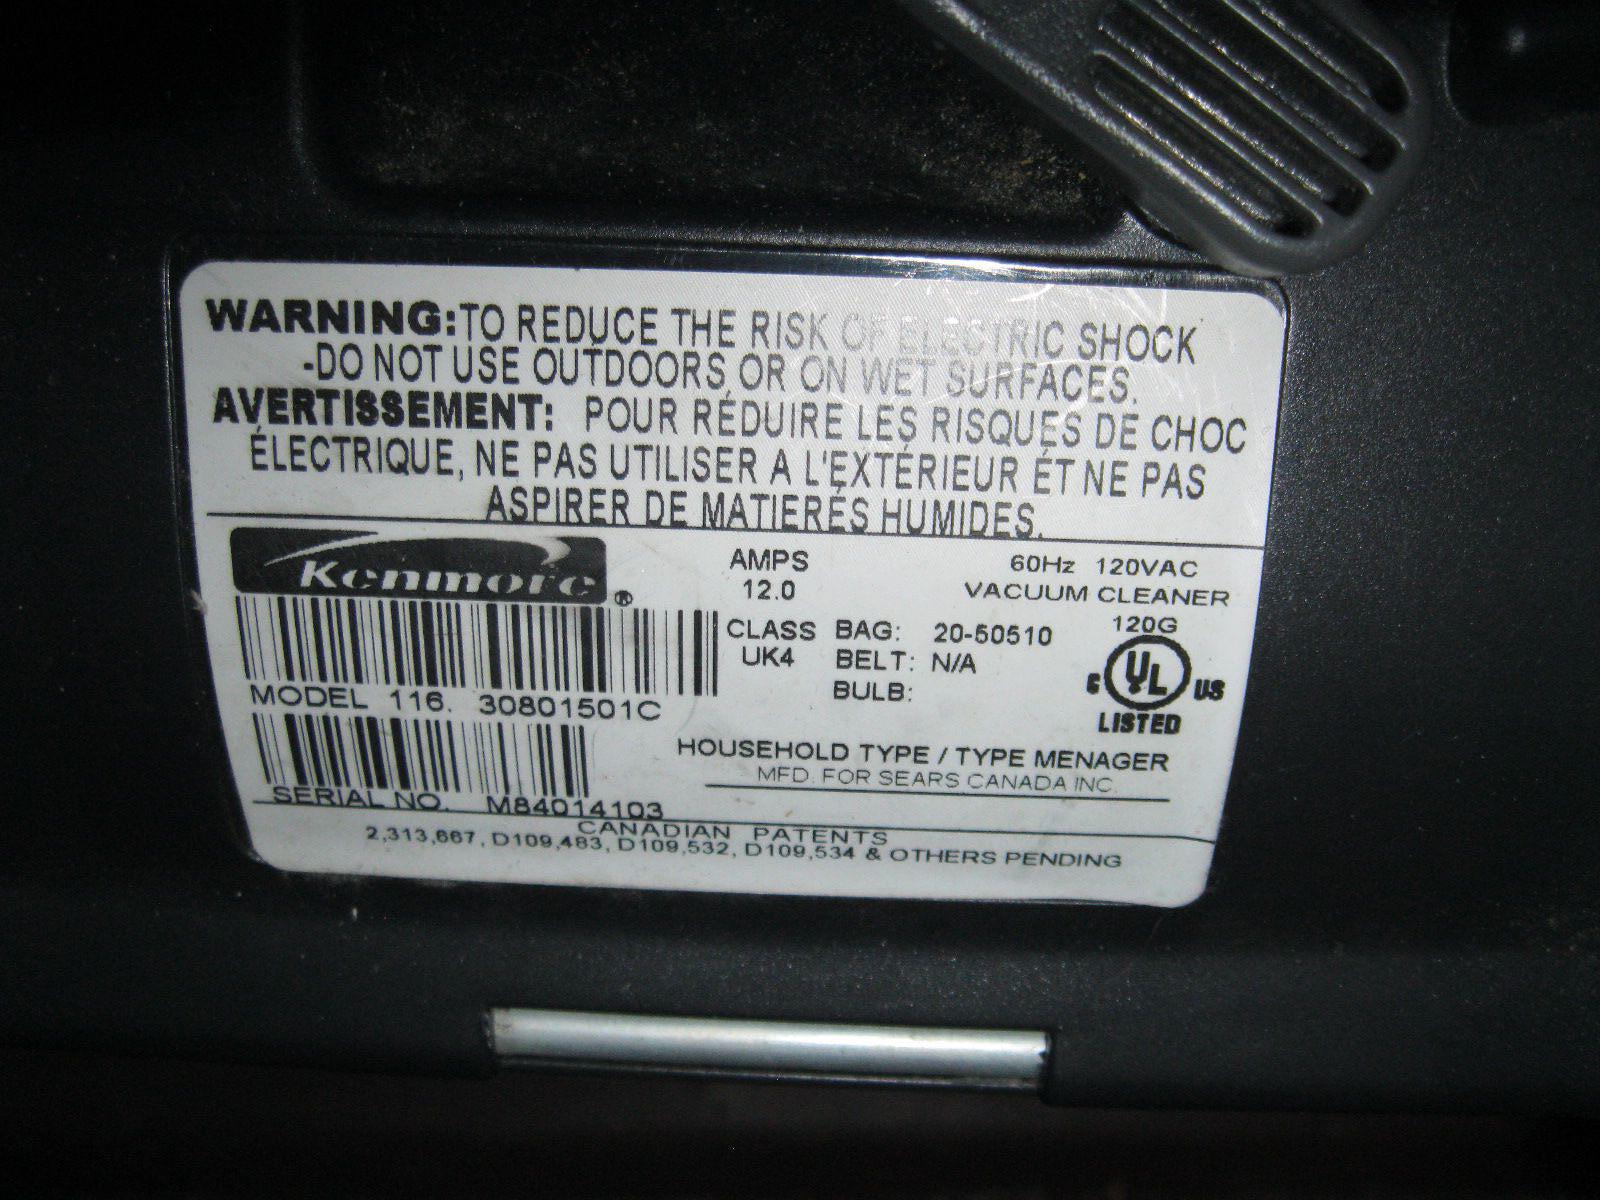 WARNING: TO REDUCE THE RISK OF ELECTRIC SHOCK
-DO NOT USE OUTDOORS OR ON WET SURFACES.
AVERTISSEMENT: POUR RÉDUIRE LES RISQUES DE CHOC
ÉLECTRIQUE, NE PAS UTILISER A L'EXTÉRIEUR ÉT NE PAS
ASPIRER DE MATIERÉS HUMIDES.
Kenmore ®
AMPS
12.0
60Hz 120VAC
VACUUM CLEANER
120G
CLASS
UK4
BAG: 20-50510
BELT: N/A
BULB:
C UL US
LISTED
MODEL 116. 30801501C
HOUSEHOLD TYPE / TYPE MENAGER
MFD. FOR SEARS CANADA INC.
SERIAL NO. M84014103
CANADIAN PATENTS
2,313,667, D109,483, D109,532, D109,534 & OTHERS PENDING